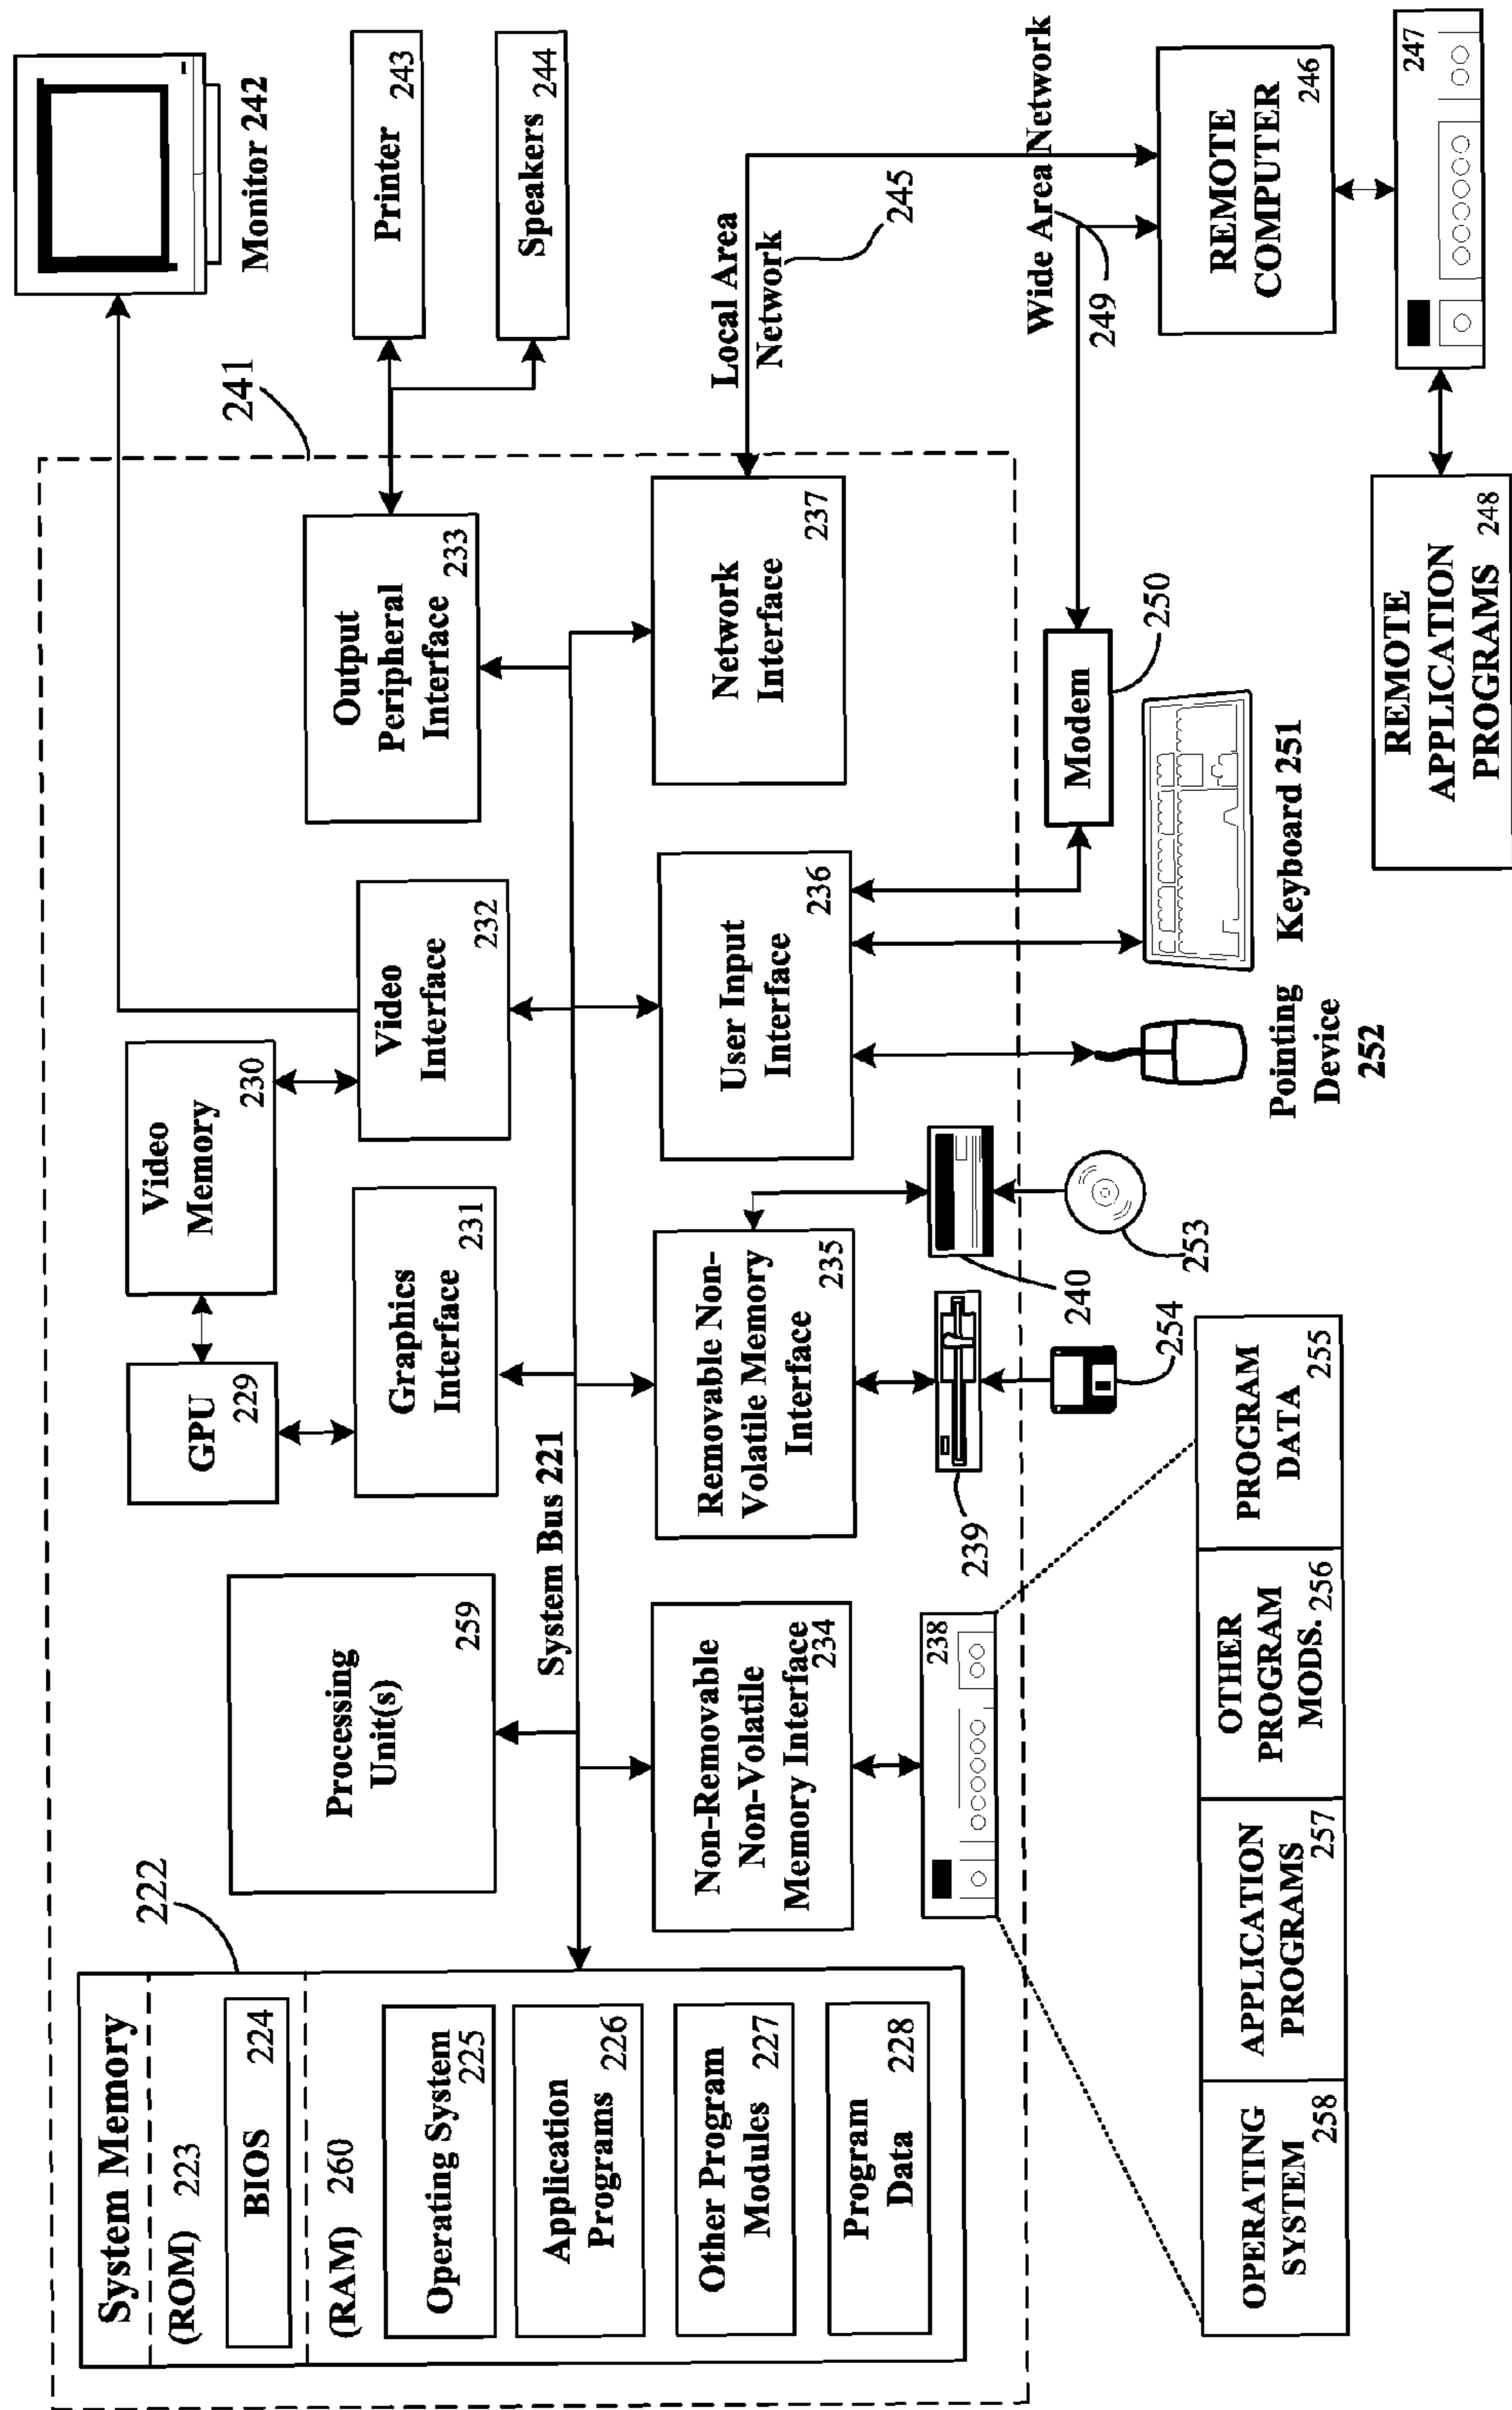 System Memory
(ROM) 223
BIOS 224
(RAM) 260
Operating System
225
Application
Programs 226
Other Program
Modules 227
Program
Data 228
222
Processing
Unit(s)
259
GPU
229
Video
Memory
230
Graphics
Interface
231
Video
Interface
232
Output
Peripheral
Interface 233
241
Monitor 242
Printer
243
Speakers
244
System Bus 221
Non-Removable
Non-Volatile
Memory Interface
234
Removable Non-
Volatile Memory
Interface 235
User Input
Interface 236
Network
Interface
237
Local Area
Network
245
238
239
240
253
254
Modem
250
Wide Area Network
249
Pointing
Device
252
Keyboard 251
REMOTE
COMPUTER
246
247
REMOTE
APPLICATION
PROGRAMS 248
OPERATING
SYSTEM
258
APPLICATION
PROGRAMS
257
OTHER
PROGRAM
MODS. 256
PROGRAM
DATA
255